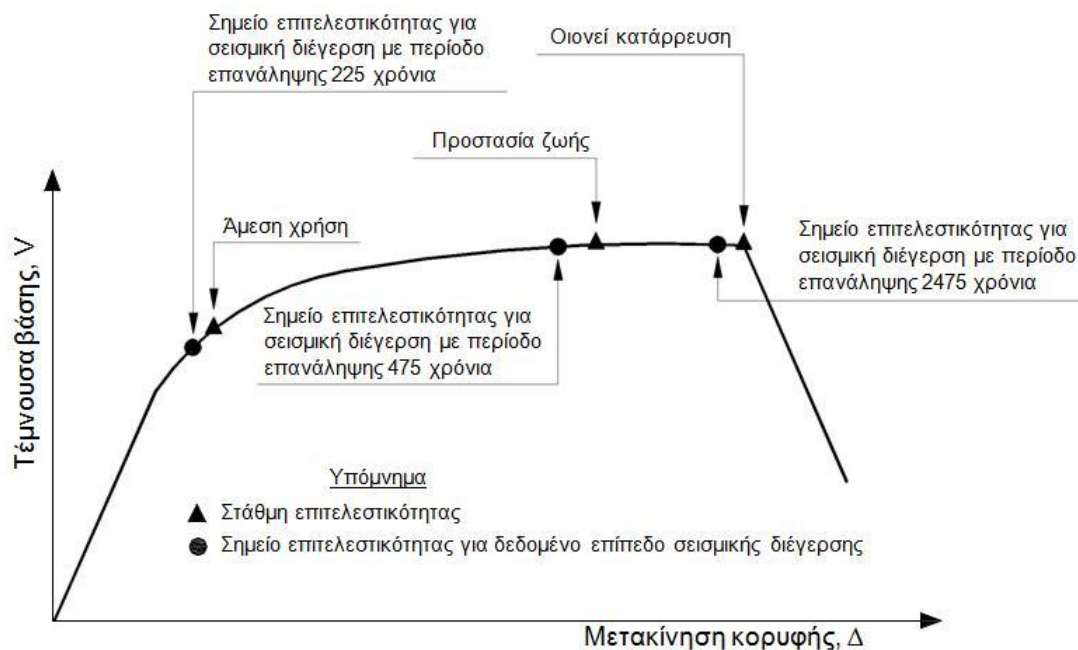 Σημείο επιτελεστικότητας για
σεισμική διέγερση με περίοδο
επανάληψης 225 χρόνια
Οιονεί κατάρρευση
Προστασία ζωής
Άμεση χρήση
Σημείο επιτελεστικότητας για
σεισμική διέγερση με περίοδο
επανάληψης 2475 χρόνια
Σημείο επιτελεστικότητας για
σεισμική διέγερση με περίοδο
επανάληψης 475 χρόνια
Τέμνουσα βάσης, V
Υπόμνημα
Στάθμη επιτελεστικότητας
Σημείο επιτελεστικότητας για δεδομένο επίπεδο σεισμικής διέγερσης
Μετακίνηση κορυφής, Δ